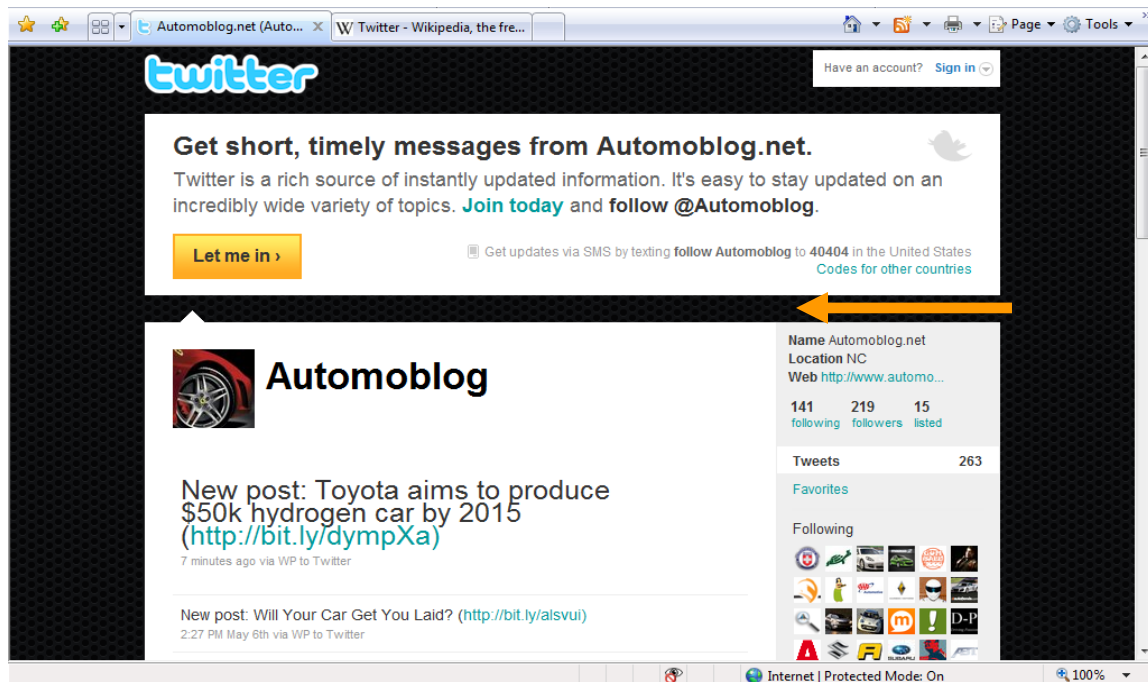 Automoblog.net (Auto...
W Twitter - Wikipedia, the fre...
Page
Tools
twitter
Have an account? Sign in
Get short, timely messages from Automoblog.net.
Twitter is a rich source of instantly updated information. It's easy to stay updated on an
incredibly wide variety of topics. Join today and follow @Automoblog.
Let me in ›
Get updates via SMS by texting follow Automoblog to 40404 in the United States
Codes for other countries
Automoblog
New post: Toyota aims to produce
$50k hydrogen car by 2015
(http://bit.ly/dympXa)
7 minutes ago via WP to Twitter
New post: Will Your Car Get You Laid? (http://bit.ly/alsvui)
2:27 PM May 6th via WP to Twitter
Name Automoblog.net
Location NC
Web http://www.automo...
141 219 15
following followers listed
Tweets 263
Favorites
Following
D-P
SUBARU
Internet | Protected Mode: On
100%